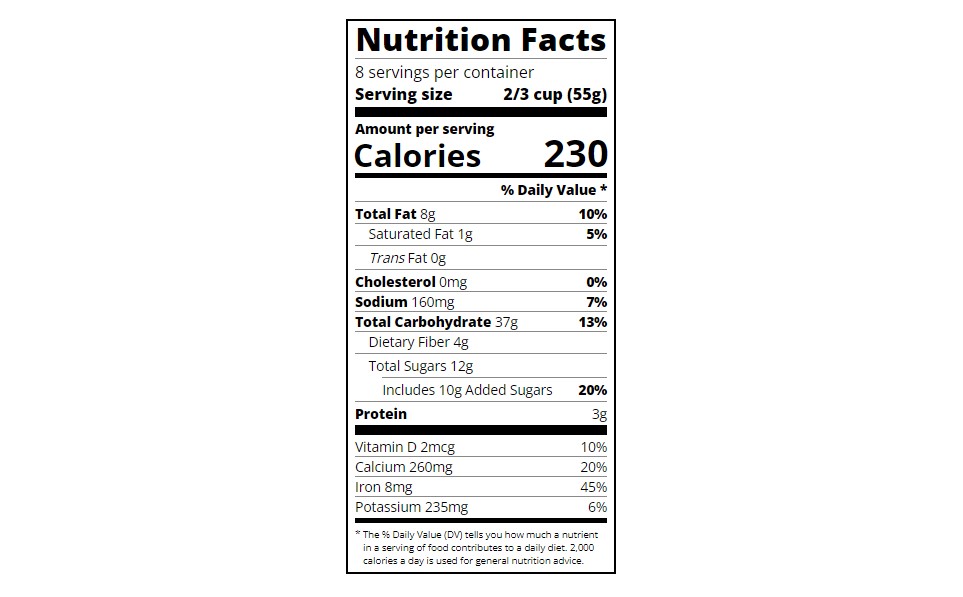 Nutrition Facts
8 servings per container
Serving size 2/3 cup (55g)
Amount per serving
Calories 230
% Daily Value *
Total Fat 8g 10%
Saturated Fat 1g 5%
Trans Fat 0g
Cholesterol 0mg 0%
Sodium 160mg 7%
Total Carbohydrate 37g 13%
Dietary Fiber 4g
Total Sugars 12g
Includes 10g Added Sugars 20%
Protein 3g
Vitamin D 2mcg 10%
Calcium 260mg 20%
Iron 8mg 45%
Potassium 235mg 6%
* The % Daily Value (DV) tells you how much a nutrient
in a serving of food contributes to a daily diet. 2,000
calories a day is used for general nutrition advice.